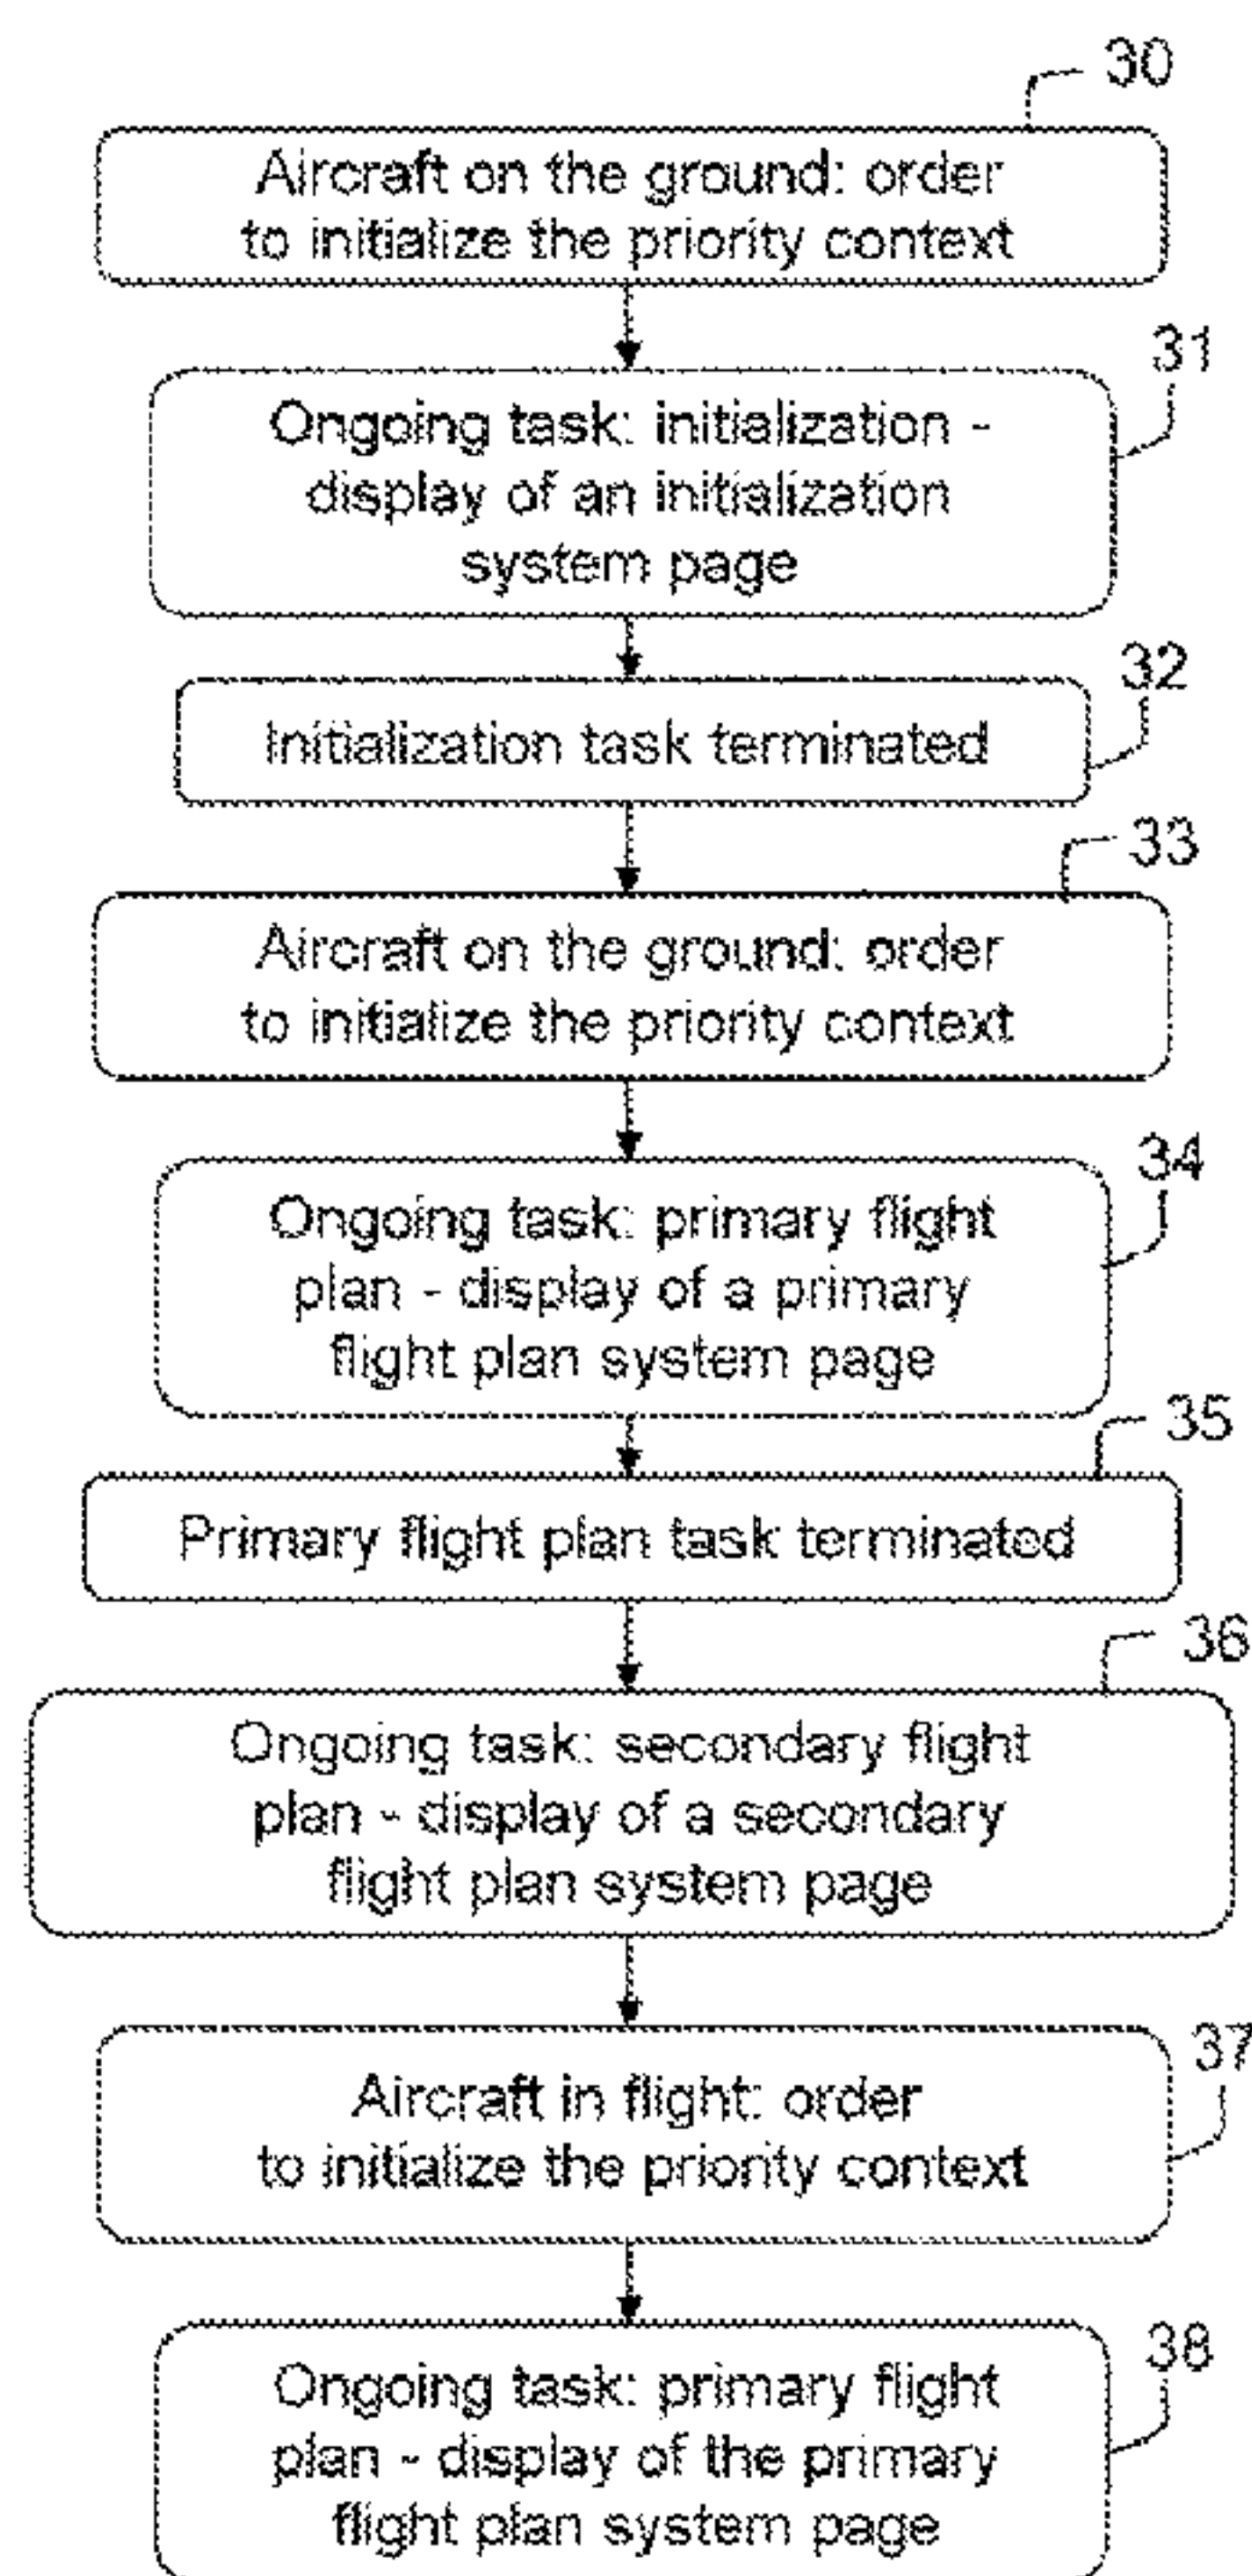 30
Aircraft on the ground: order
to initialize the priority context
31
Ongoing task: initialization -
display of an initialization
system page
32
Initialization task terminated
33
Aircraft on the ground: order
to initialize the priority context
34
Ongoing task: primary flight
plan - display of a primary
flight plan system page
35
Primary flight plan task terminated
36
Ongoing task: secondary flight
plan - display of a secondary
flight plan system page
37
Aircraft in flight: order
to initialize the priority context
38
Ongoing task: primary flight
plan - display of the primary
flight plan system page